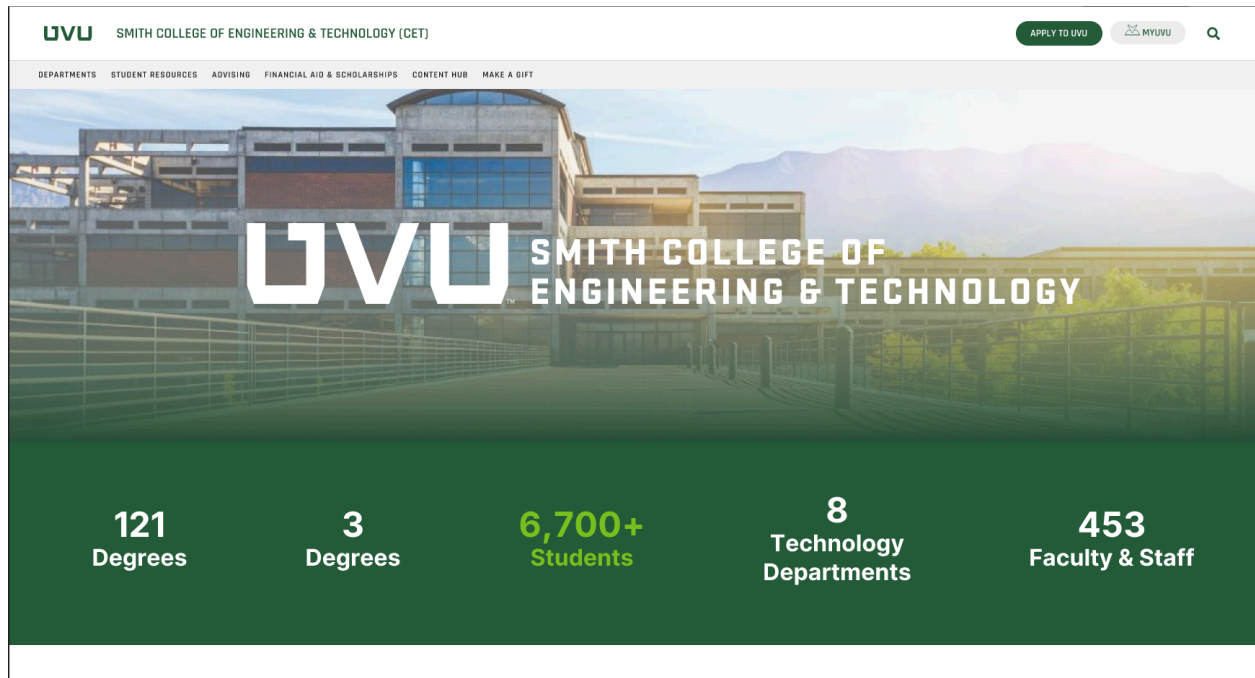 UVU SMITH COLLEGE OF ENGINEERING & TECHNOLOGY (CET)
APPLY TO UVU
MYUVU
DEPARTMENTS STUDENT RESOURCES ADVISING FINANCIAL AID & SCHOLARSHIPS CONTENT HUB MAKE A GIFT
UVU™
SMITH COLLEGE OF
ENGINEERING & TECHNOLOGY
121
Degrees
3
Degrees
6,700+
Students
8
Technology
Departments
453
Faculty & Staff